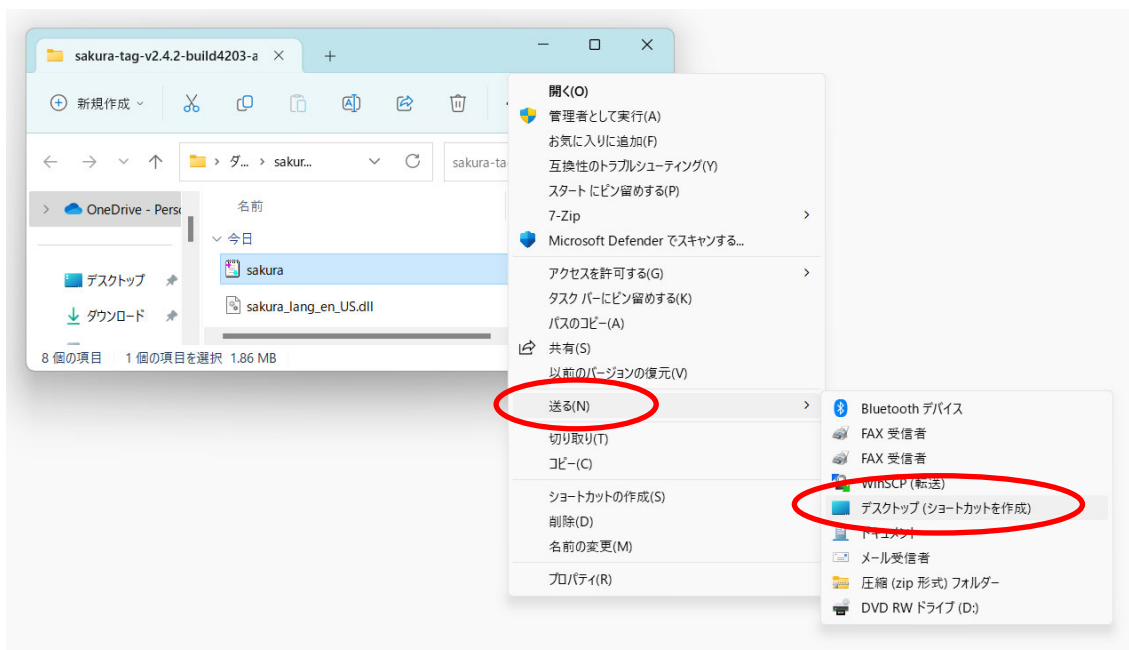 sakura-tag-v2.4.2-build4203-a
新規作成
ダ... sakur...
sakura-ta
OneDrive - Perso
名前
今日
デスクトップ
sakura
ダウンロード
sakura_lang_en_US.dll
8 個の項目 1 個の項目を選択 1.86 MB
開く(O)
管理者として実行(A)
お気に入りに追加(F)
互換性のトラブルシューティング(Y)
スタート にピン留めする(P)
7-Zip
Microsoft Defender でスキャンする...
アクセスを許可する(G)
タスク バーにピン留めする(K)
パスのコピー(A)
共有(S)
以前のバージョンの復元(V)
送る(N)
切り取り(T)
コピー(C)
ショートカットの作成(S)
削除(D)
名前の変更(M)
プロパティ(R)
Bluetooth デバイス
FAX 受信者
FAX 受信者
WinSCP (転送)
デスクトップ (ショートカットを作成)
ドキュメント
メール受信者
圧縮 (zip 形式) フォルダー
DVD RW ドライブ (D:)